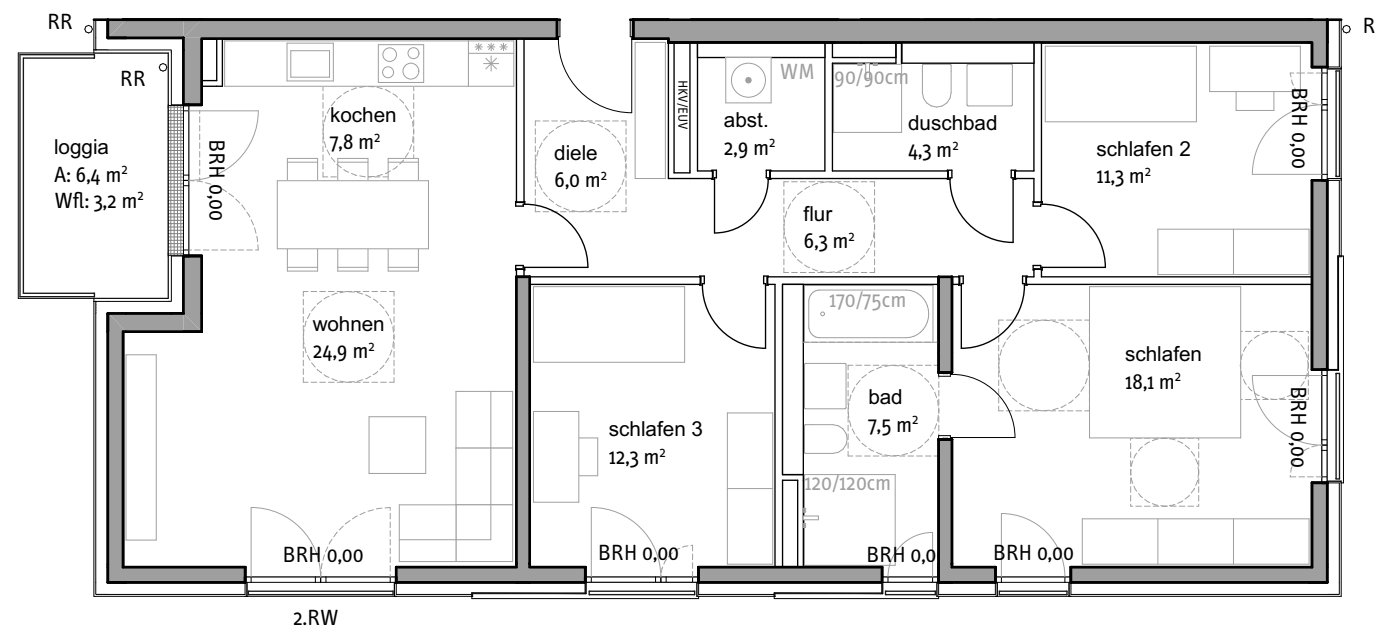 RR
R
RR
loggia
A: 6,4 m²
Wfl: 3,2 m²
BRH 0,00
kochen
7,8 m²
diele
6,0 m²
HKV/EUV
WM
abst.
2,9 m²
90/90cm
duschbad
4,3 m²
schlafen 2
11,3 m²
BRH 0,00
flur
6,3 m²
wohnen
24,9 m²
170/75cm
schlafen
18,1 m²
BRH 0,00
bad
7,5 m²
schlafen 3
12,3 m²
120/120cm
BRH 0,00
BRH 0,00
BRH 0,0
BRH 0,00
2.RW